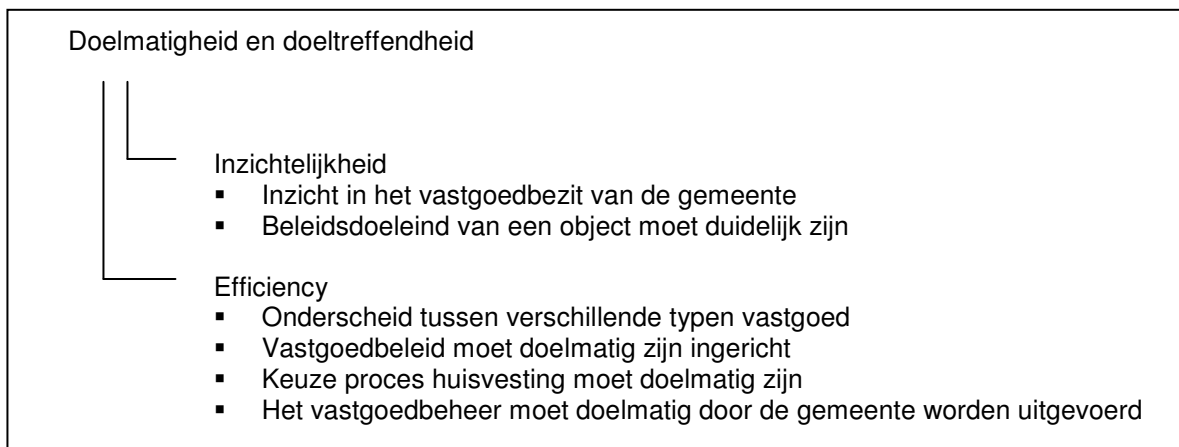 Doelmatigheid en doeltreffendheid
Inzichtelijkheid
▪ Inzicht in het vastgoedbezit van de gemeente
▪ Beleidsdoeleind van een object moet duidelijk zijn
Efficiency
▪ Onderscheid tussen verschillende typen vastgoed
▪ Vastgoedbeleid moet doelmatig zijn ingericht
▪ Keuze proces huisvesting moet doelmatig zijn
▪ Het vastgoedbeheer moet doelmatig door de gemeente worden uitgevoerd